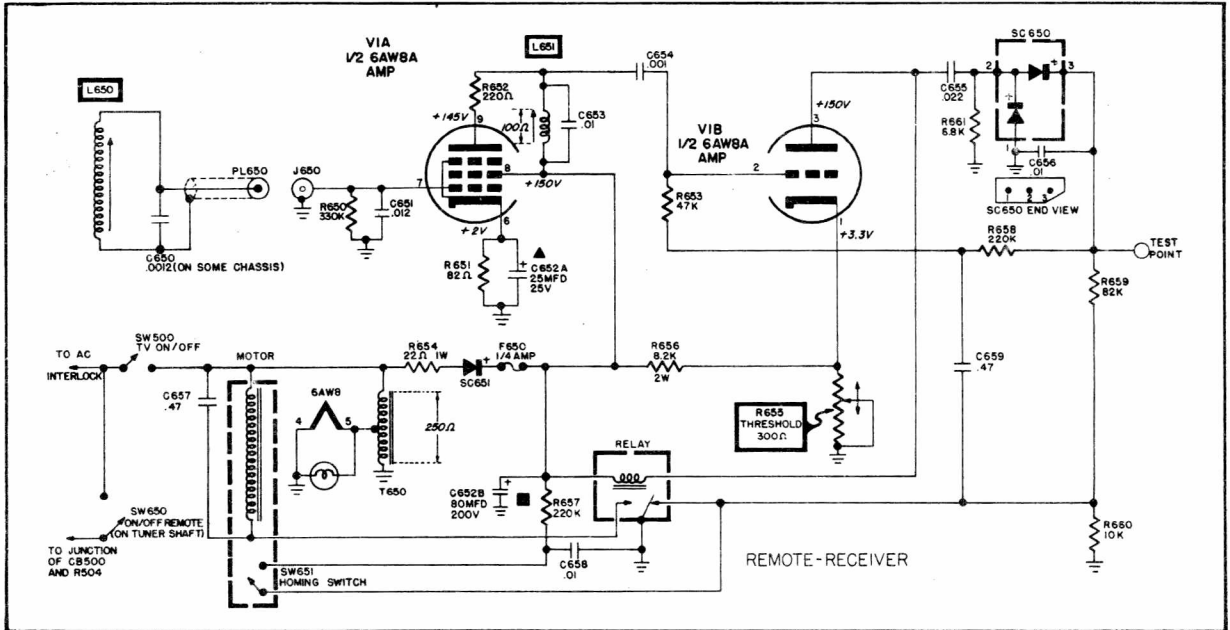 V1A
1/2 6AW8A
AMP
L650
PL650
J650
C650
.0012(ON SOME CHASSIS)
R650
330K
C651
.012
7
R652
220Ω
+145V
9
100Ω
L651
C653
.01
8
+150V
6
+2V
R651
82Ω
C652A
25MFD
25V
C654
.001
V1B
1/2 6AW8A
AMP
+150V
3
2
1
+3.3V
R653
47K
C655
.022
R661
6.8K
SC650
2
+
3
+
1
C656
.01
1 2 3
SC650 END VIEW
R658
220K
TEST
POINT
R659
82K
C659
.47
R660
10K
TO AC
INTERLOCK
SW500
TV ON/OFF
C657
.47
MOTOR
6AW8
4
5
250Ω
T650
R654
22Ω 1W
SC651
+
F650
1/4 AMP
R656
8.2K
2W
R655
THRESHOLD
300Ω
RELAY
C652B
80MFD
200V
R657
220K
C658
.01
SW650
ON/OFF REMOTE
(ON TUNER SHAFT)
TO JUNCTION
OF CB500
AND R504
SW651
HOMING SWITCH
REMOTE-RECEIVER